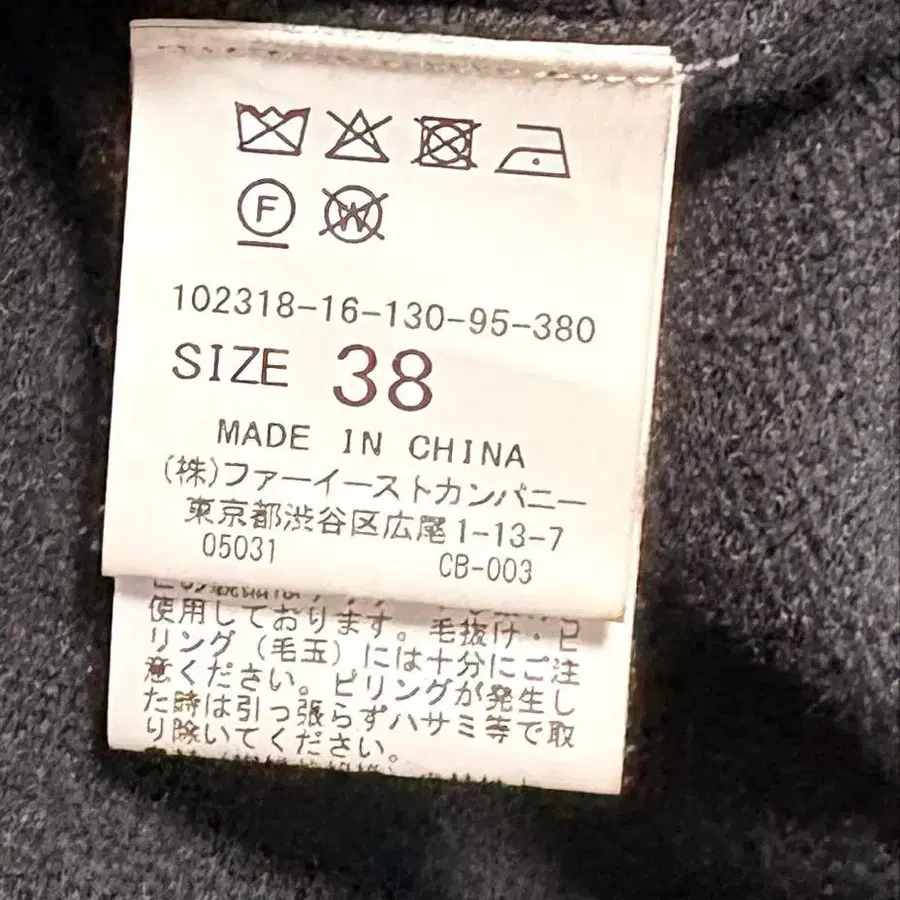 F W
102318-16-130-95-380
SIZE 38
MADE IN CHINA
(株)ファーイーストカンパニー
東京都渋谷区広尾1-13-7
05031 CB-003
使用しております。毛抜け・ピ
リング(毛玉)には十分にご注
意ください。ピリングが発生し
た時は引っ張らずハサミ等で取
り除いてください。